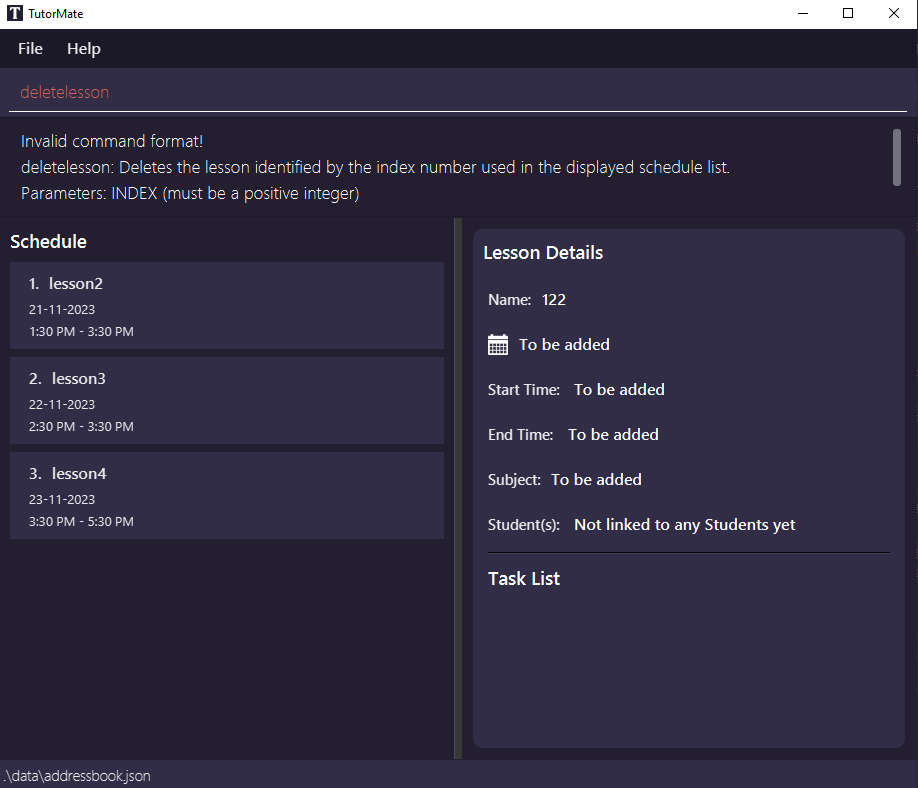 TutorMate
File Help
deletelesson
Invalid command format!
deletelesson: Deletes the lesson identified by the index number used in the displayed schedule list.
Parameters: INDEX (must be a positive integer)
Schedule
1. lesson2
21-11-2023
1:30 PM - 3:30 PM
2. lesson3
22-11-2023
2:30 PM - 3:30 PM
3. lesson4
23-11-2023
3:30 PM - 5:30 PM
Lesson Details
Name: 122
To be added
Start Time: To be added
End Time: To be added
Subject: To be added
Student(s): Not linked to any Students yet
Task List
.\data\addressbook.json